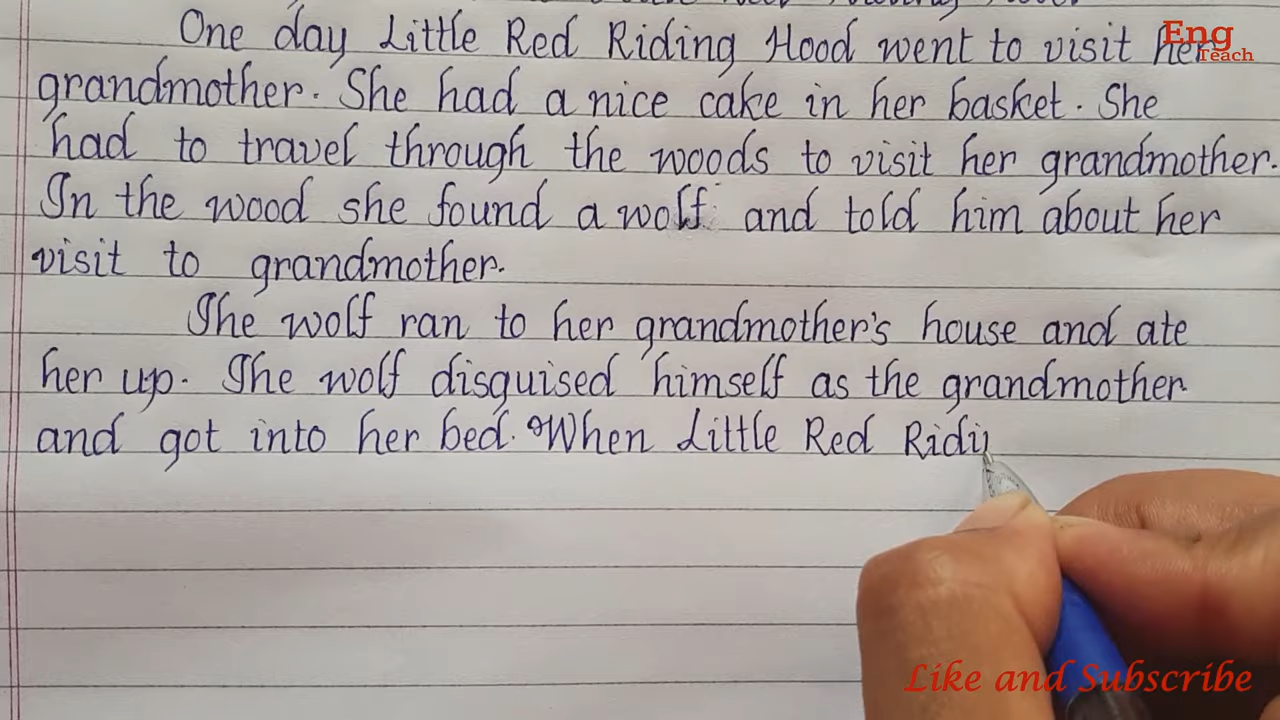 One day Little Red Riding Hood went to visit her
grandmother. She had a nice cake in her basket. She
had to travel through the woods to visit her grandmother.
In the wood she found a wolf and told him about her
visit to grandmother.
The wolf ran to her grandmother's house and ate
her up. The wolf disguised himself as the grandmother
and got into her bed. When Little Red Ridi
Eng
Teach
Like and Subscribe